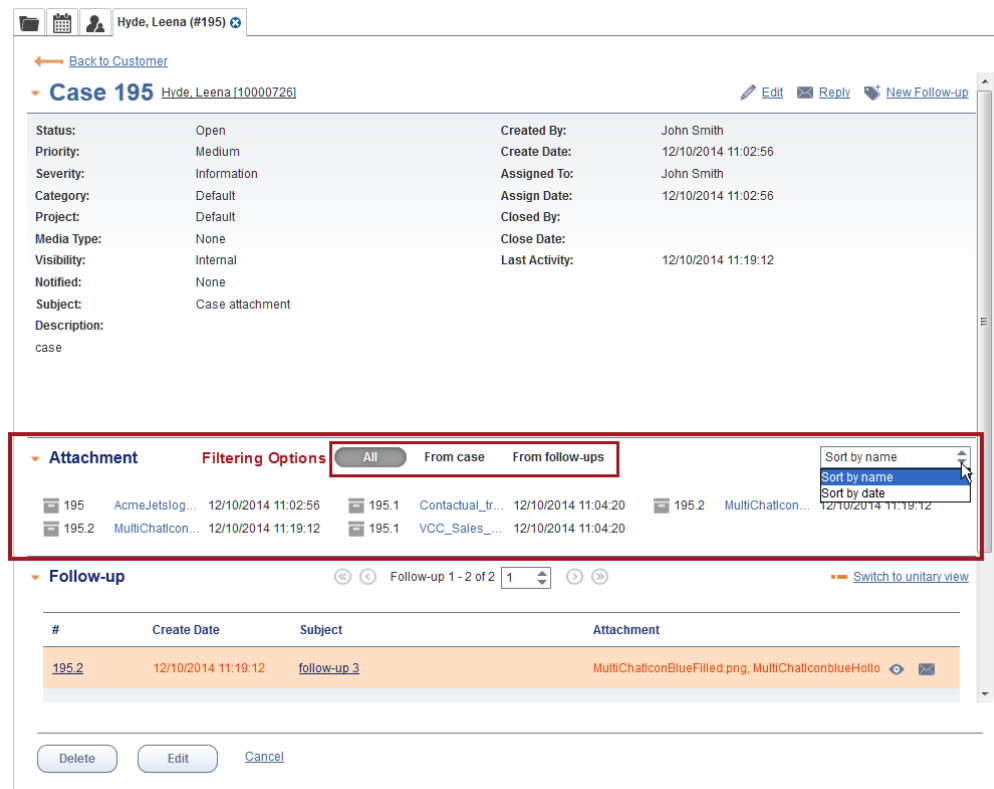 Hyde, Leena (#195)
Back to Customer
Case 195 Hyde, Leena [10000726] Edit Reply New Follow-up
Status: Open Created By: John Smith
Priority: Medium Create Date: 12/10/2014 11:02:56
Severity: Information Assigned To: John Smith
Category: Default Assign Date: 12/10/2014 11:02:56
Project: Default Closed By:
Media Type: None Close Date:
Visibility: Internal Last Activity: 12/10/2014 11:19:12
Notified: None
Subject: Case attachment
Description:
case
Attachment Filtering Options All From case From follow-ups Sort by name
Sort by name
Sort by date
195 AcmeJetslog... 12/10/2014 11:02:56 195.1 Contactual_tr... 12/10/2014 11:04:20 195.2 MultiChatIcon... 12/10/2014 11:19:12
195.2 MultiChatIcon... 12/10/2014 11:19:12 195.1 VCC_Sales_... 12/10/2014 11:04:20
Follow-up Follow-up 1 - 2 of 2 1 Switch to unitary view
# Create Date Subject Attachment
195.2 12/10/2014 11:19:12 follow-up 3 MultiChatIconBlueFilled.png, MultiChatIconblueHollo
Delete Edit Cancel